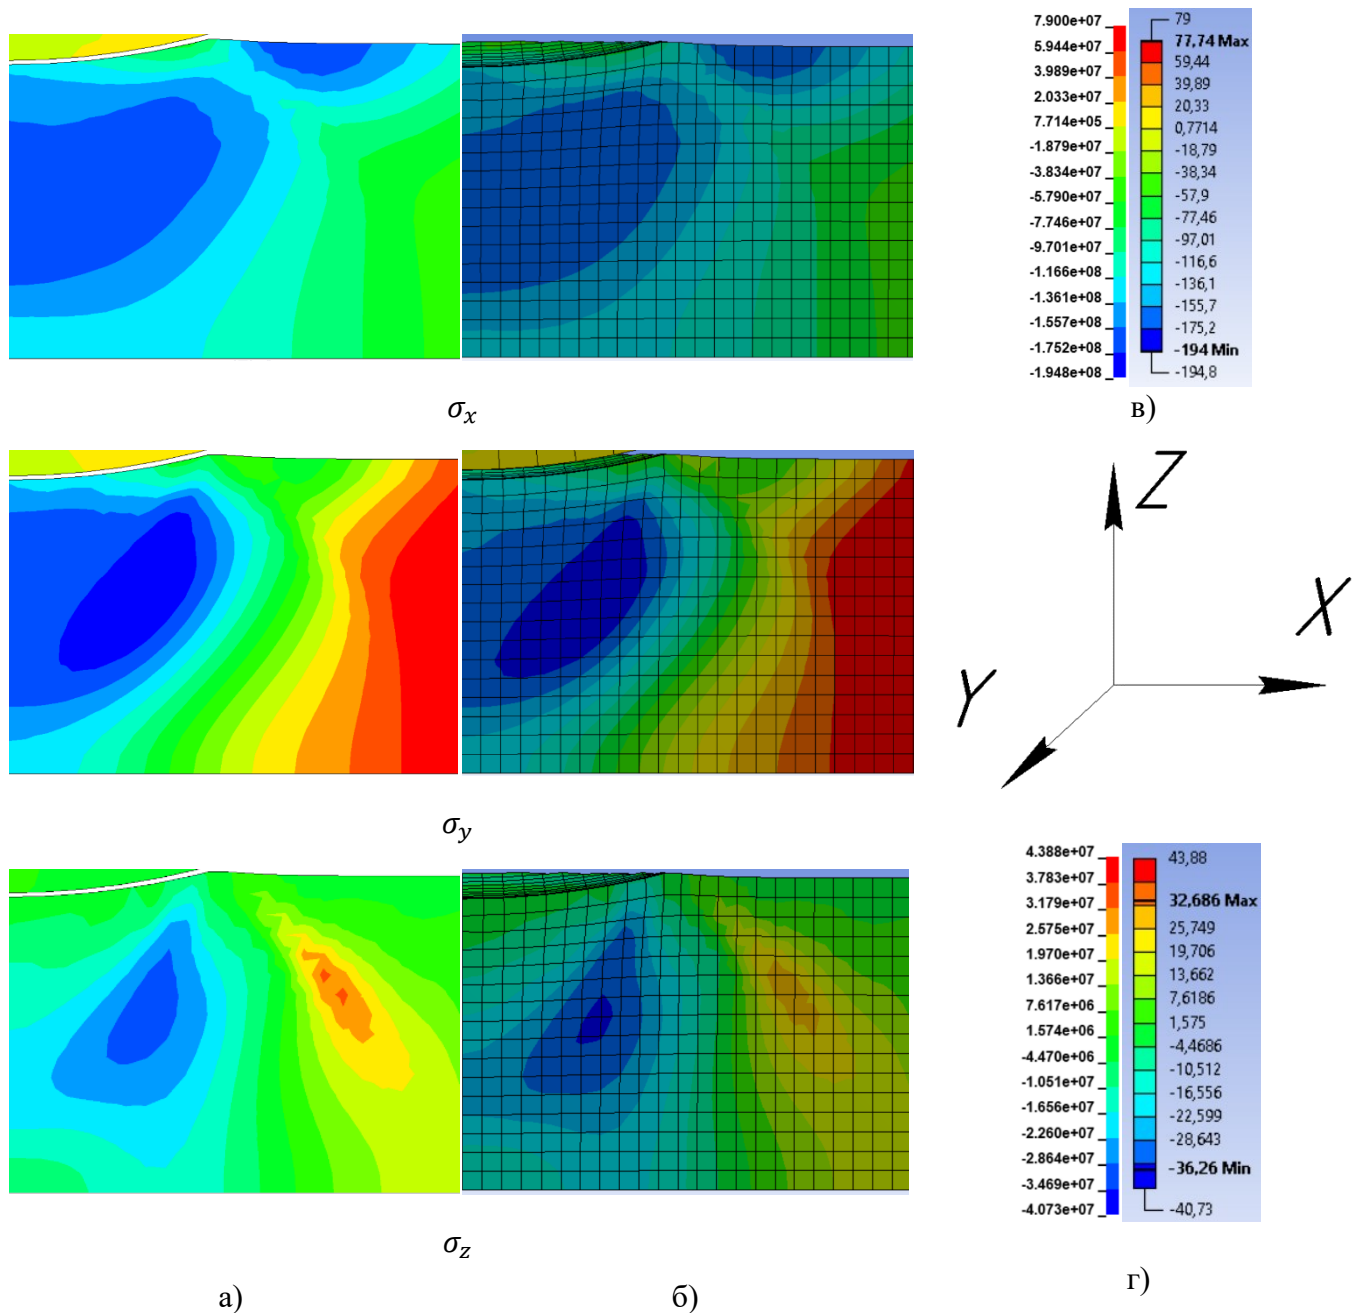 7.900e+07
5.944e+07
3.989e+07
2.033e+07
7.714e+05
-1.879e+07
-3.834e+07
-5.790e+07
-7.746e+07
-9.701e+07
-1.166e+08
-1.361e+08
-1.557e+08
-1.752e+08
-1.948e+08
79
77,74 Max
59,44
39,89
20,33
0,7714
-18,79
-38,34
-57,9
-77,46
-97,01
-116,6
-136,1
-155,7
-175,2
-194 Min
-194,8
σx
в)
Z
X
Y
σy
4.388e+07
3.783e+07
3.179e+07
2.575e+07
1.970e+07
1.366e+07
7.617e+06
1.574e+06
-4.470e+06
-1.051e+07
-1.656e+07
-2.260e+07
-2.864e+07
-3.469e+07
-4.073e+07
43,88
32,686 Max
25,749
19,706
13,662
7,6186
1,575
-4,4686
-10,512
-16,556
-22,599
-28,643
-36,26 Min
-40,73
σz
а)
б)
г)